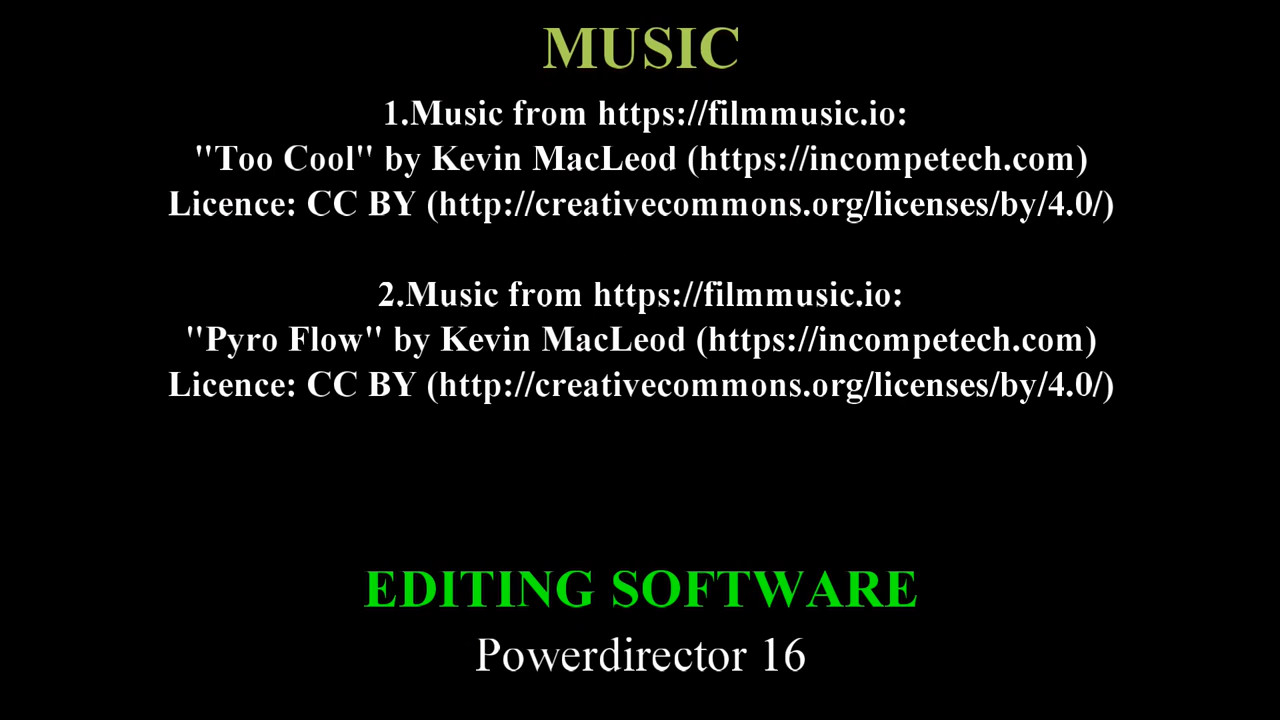 MUSIC
1.Music from https://filmmusic.io:
"Too Cool" by Kevin MacLeod (https://incompetech.com)
Licence: CC BY (http://creativecommons.org/licenses/by/4.0/)
2.Music from https://filmmusic.io:
"Pyro Flow" by Kevin MacLeod (https://incompetech.com)
Licence: CC BY (http://creativecommons.org/licenses/by/4.0/)
EDITING SOFTWARE
Powerdirector 16